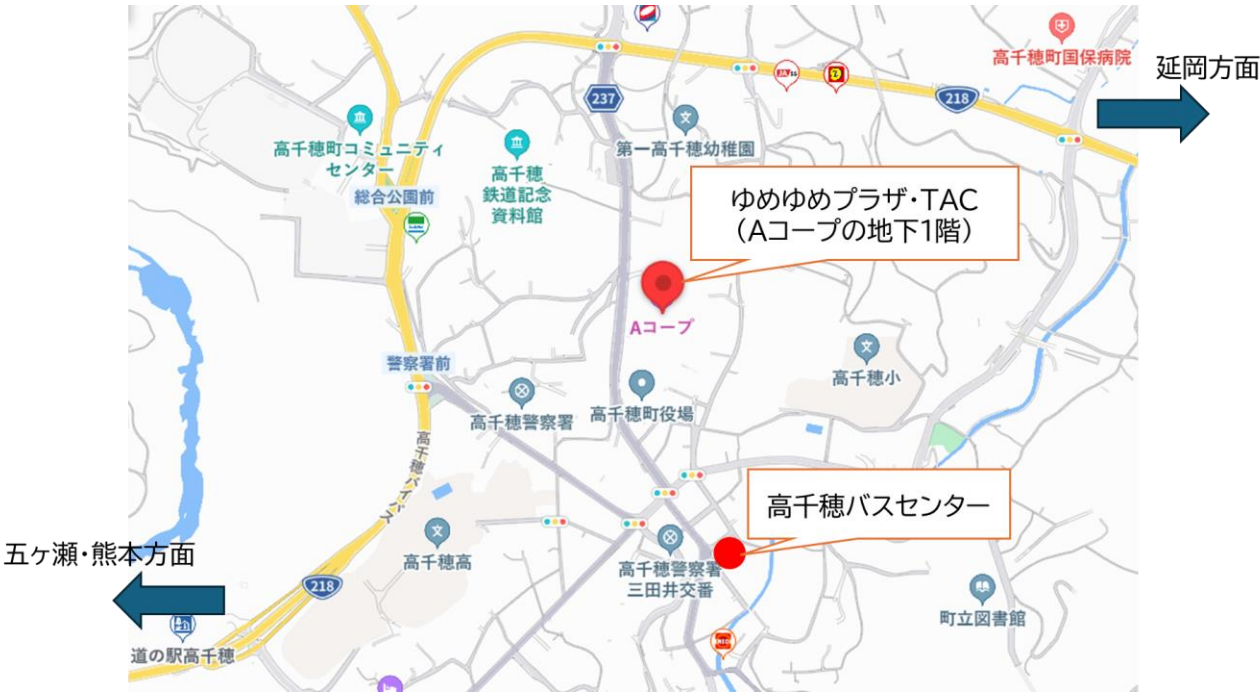 高千穂町国保病院
延岡方面
237
218
高千穂町コミュニティ
センター
高千穂
鉄道記念
資料館
第一高千穂幼稚園
総合公園前
ゆめゆめプラザ・TAC
（Aコープの地下1階）
Aコープ
警察署前
高千穂小
高千穂警察署
高千穂町役場
高千穂バイパス
高千穂バスセンター
五ヶ瀬・熊本方面
高千穂高
高千穂警察署
三田井交番
218
町立図書館
道の駅高千穂